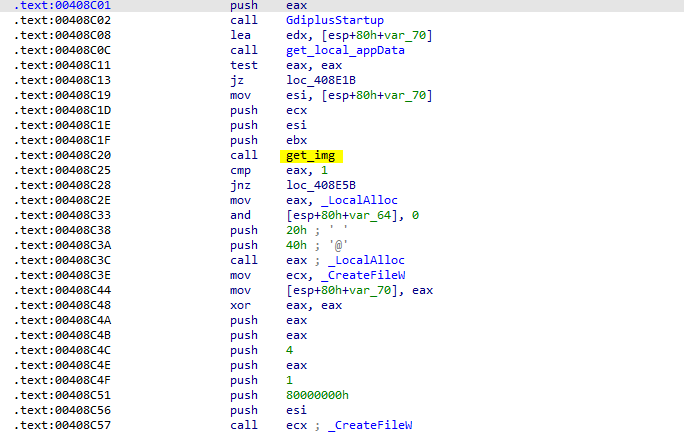 .text:00408C01 push eax
.text:00408C02 call GdiplusStartup
.text:00408C08 lea edx, [esp+80h+var_70]
.text:00408C0C call get_local_appData
.text:00408C11 test eax, eax
.text:00408C13 jz loc_408E1B
.text:00408C19 mov esi, [esp+80h+var_70]
.text:00408C1D push ecx
.text:00408C1E push esi
.text:00408C1F push ebx
.text:00408C20 call get_img
.text:00408C25 cmp eax, 1
.text:00408C28 jnz loc_408E5B
.text:00408C2E mov eax, _LocalAlloc
.text:00408C33 and [esp+80h+var_64], 0
.text:00408C38 push 20h ; ' '
.text:00408C3A push 40h ; '@'
.text:00408C3C call eax ; _LocalAlloc
.text:00408C3E mov ecx, _CreateFileW
.text:00408C44 mov [esp+80h+var_70], eax
.text:00408C48 xor eax, eax
.text:00408C4A push eax
.text:00408C4B push eax
.text:00408C4C push 4
.text:00408C4E push eax
.text:00408C4F push 1
.text:00408C51 push 80000000h
.text:00408C56 push esi
.text:00408C57 call ecx ; _CreateFileW